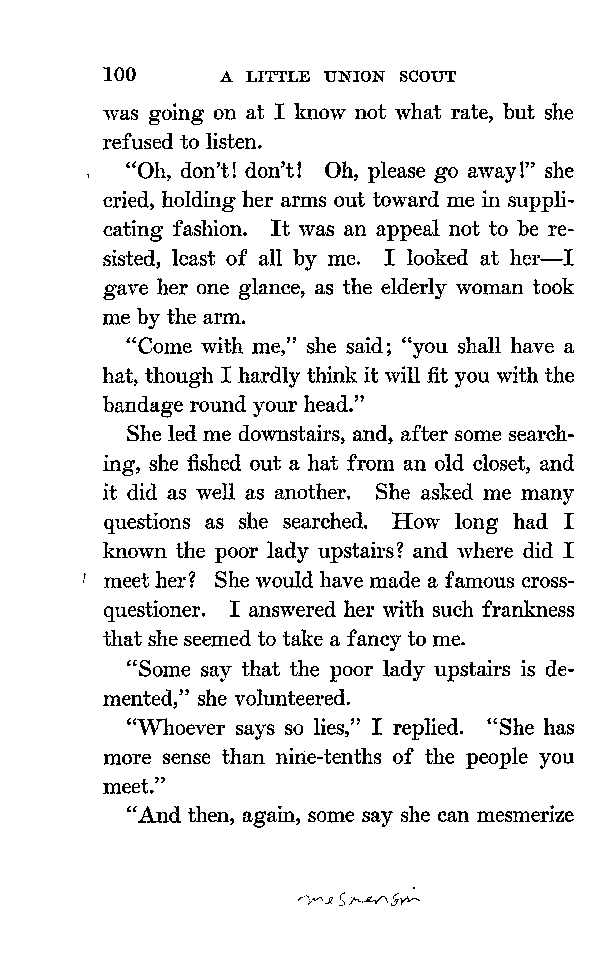 100 A LITTLE UNION SCOUT
was going on at I know not what rate, but she
refused to listen.
“Oh, don’t! don’t! Oh, please go away!” she
cried, holding her arms out toward me in suppli-
cating fashion. It was an appeal not to be re-
sisted, least of all by me. I looked at her—I
gave her one glance, as the elderly woman took
me by the arm.
“Come with me,” she said; “you shall have a
hat, though I hardly think it will fit you with the
bandage round your head.”
She led me downstairs, and, after some search-
ing, she fished out a hat from an old closet, and
it did as well as another. She asked me many
questions as she searched. How long had I
known the poor lady upstairs? and where did I
meet her? She would have made a famous cross-
questioner. I answered her with such frankness
that she seemed to take a fancy to me.
“Some say that the poor lady upstairs is de-
mented,” she volunteered.
“Whoever says so lies,” I replied. “She has
more sense than nine-tenths of the people you
meet.”
“And then, again, some say she can mesmerize